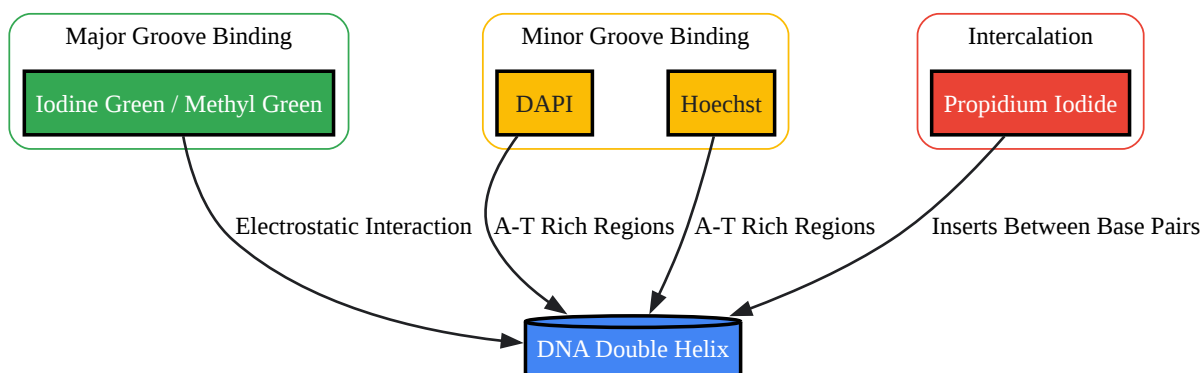 Major Groove Binding
Minor Groove Binding
Intercalation
Iodine Green / Methyl Green
DAPI
Hoechst
Propidium Iodide
Electrostatic Interaction
A-T Rich Regions
A-T Rich Regions
Inserts Between Base Pairs
DNA Double Helix